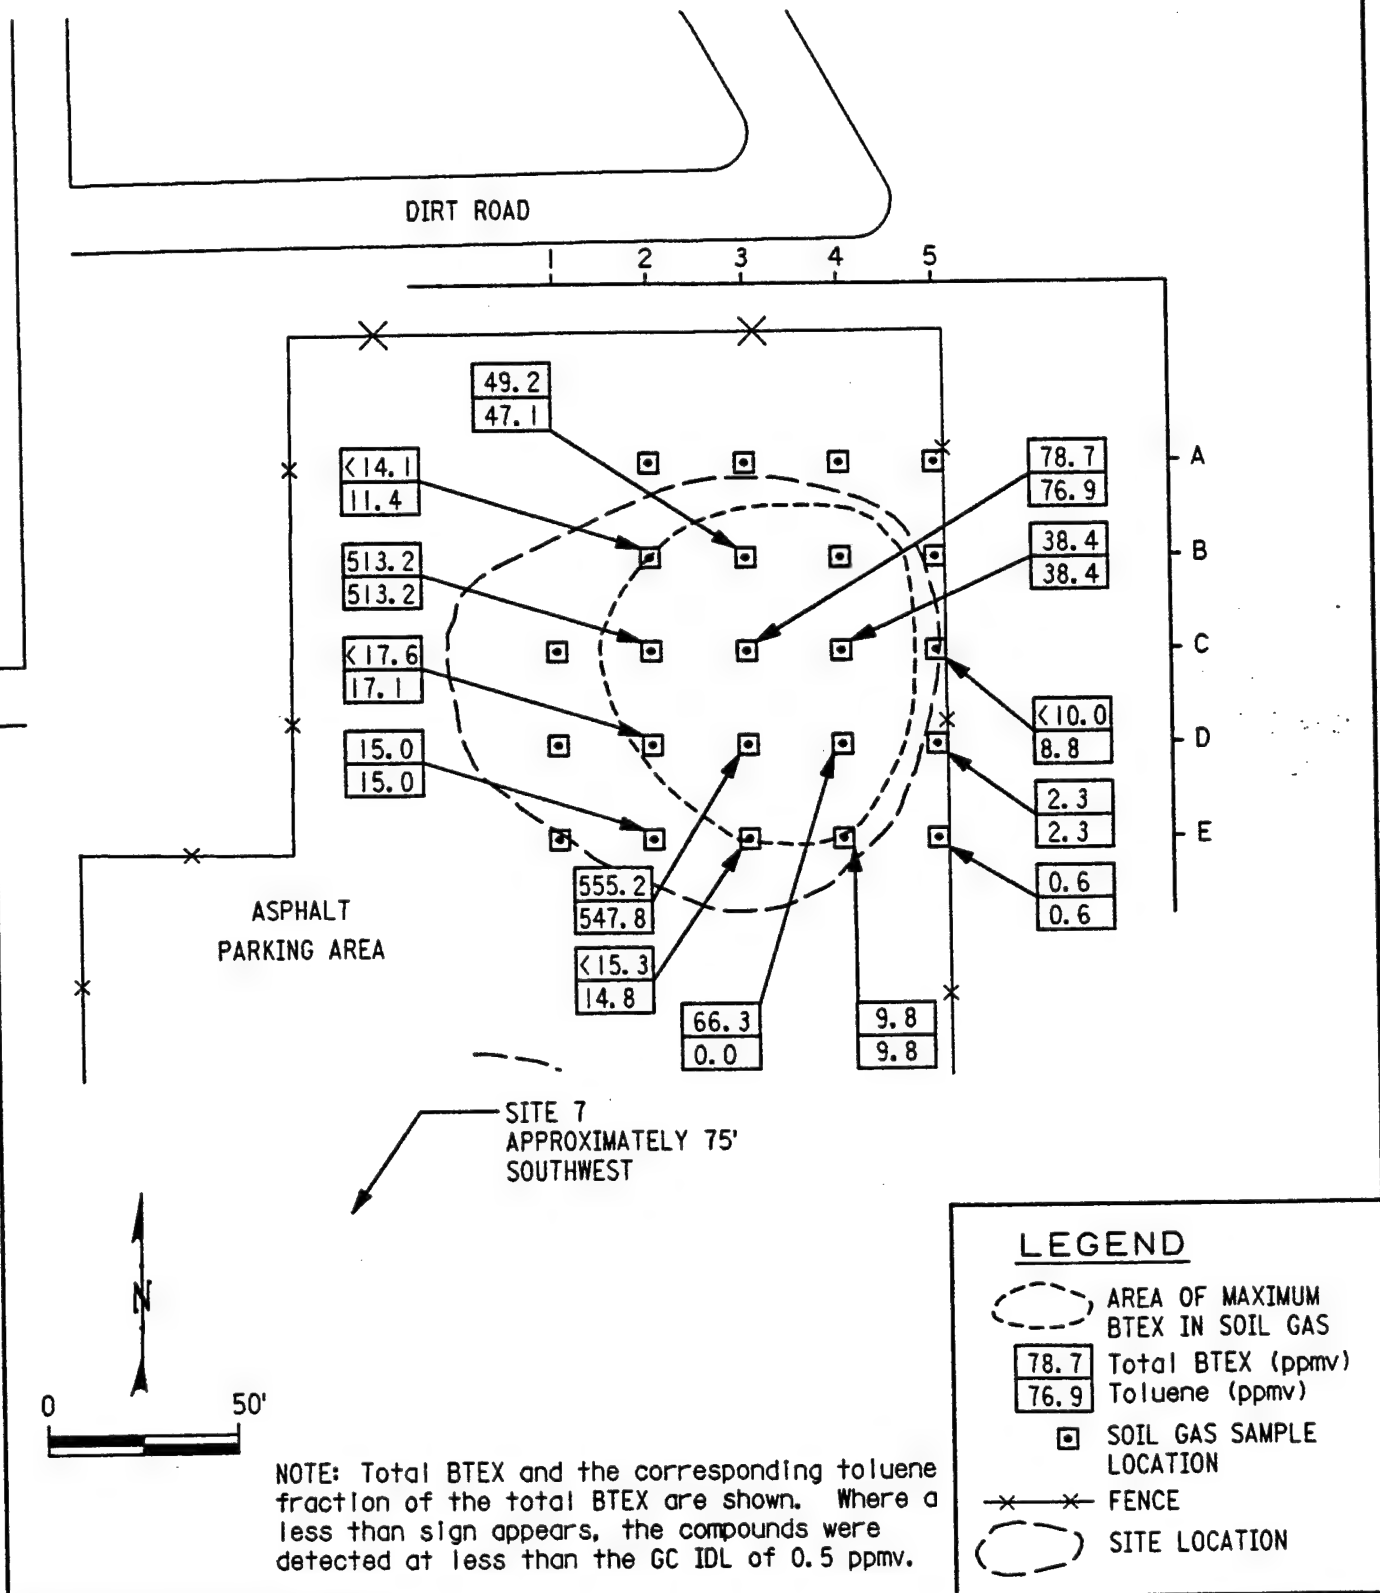 DIRT ROAD
1 2 3 4 5
49.2
47.1
<14.1
11.4
78.7
76.9
A
513.2
513.2
38.4
38.4
B
<17.6
17.1
C
15.0
15.0
<10.0
8.8
D
2.3
2.3
E
555.2
547.8
0.6
0.6
ASPHALT
PARKING AREA
<15.3
14.8
66.3
0.0
9.8
9.8
SITE 7
APPROXIMATELY 75'
SOUTHWEST
N
0 50'
LEGEND
AREA OF MAXIMUM
BTEX IN SOIL GAS
78.7 Total BTEX (ppmv)
76.9 Toluene (ppmv)
SOIL GAS SAMPLE
LOCATION
FENCE
SITE LOCATION
NOTE: Total BTEX and the corresponding toluene
fraction of the total BTEX are shown. Where a
less than sign appears, the compounds were
detected at less than the GC IDL of 0.5 ppmv.